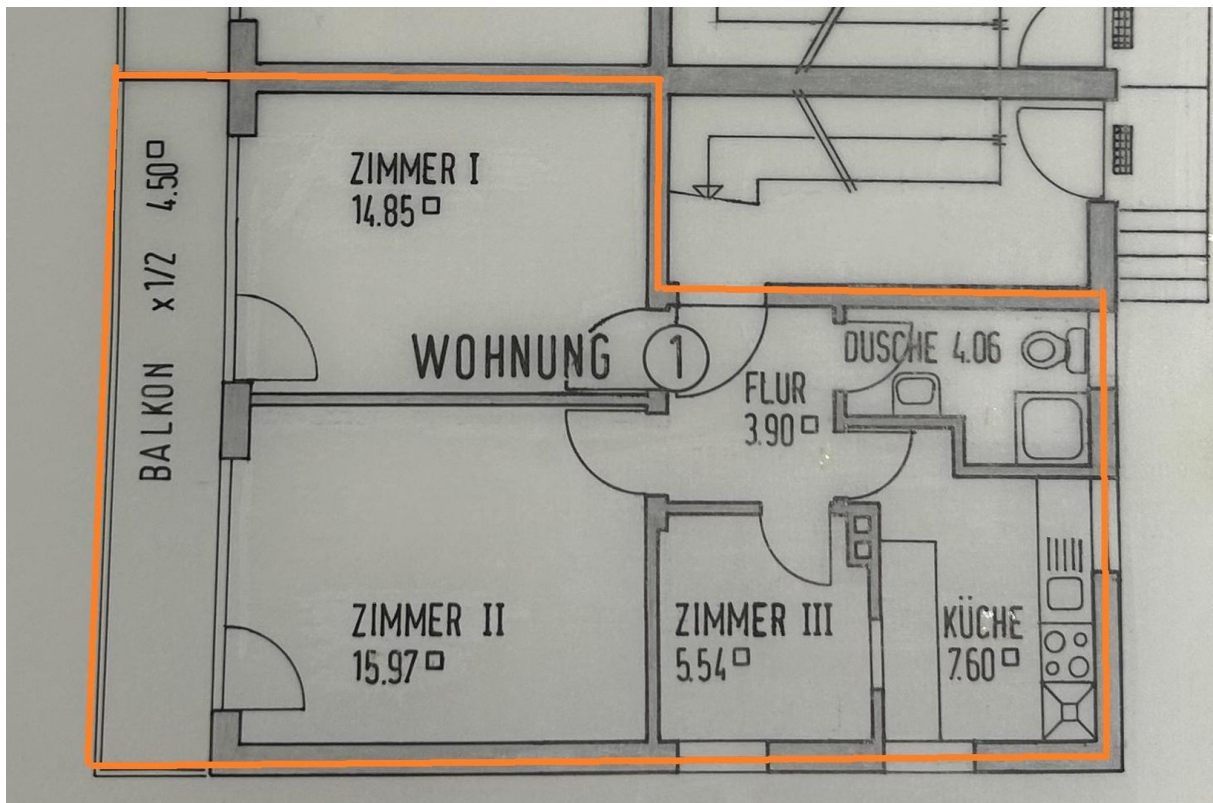 ZIMMER I
14.85
BALKON x1/2 4.50
WOHNUNG 1
DUSCHE 4.06
FLUR
3.90
ZIMMER II
15.97
ZIMMER III
5.54
KÜCHE
7.60